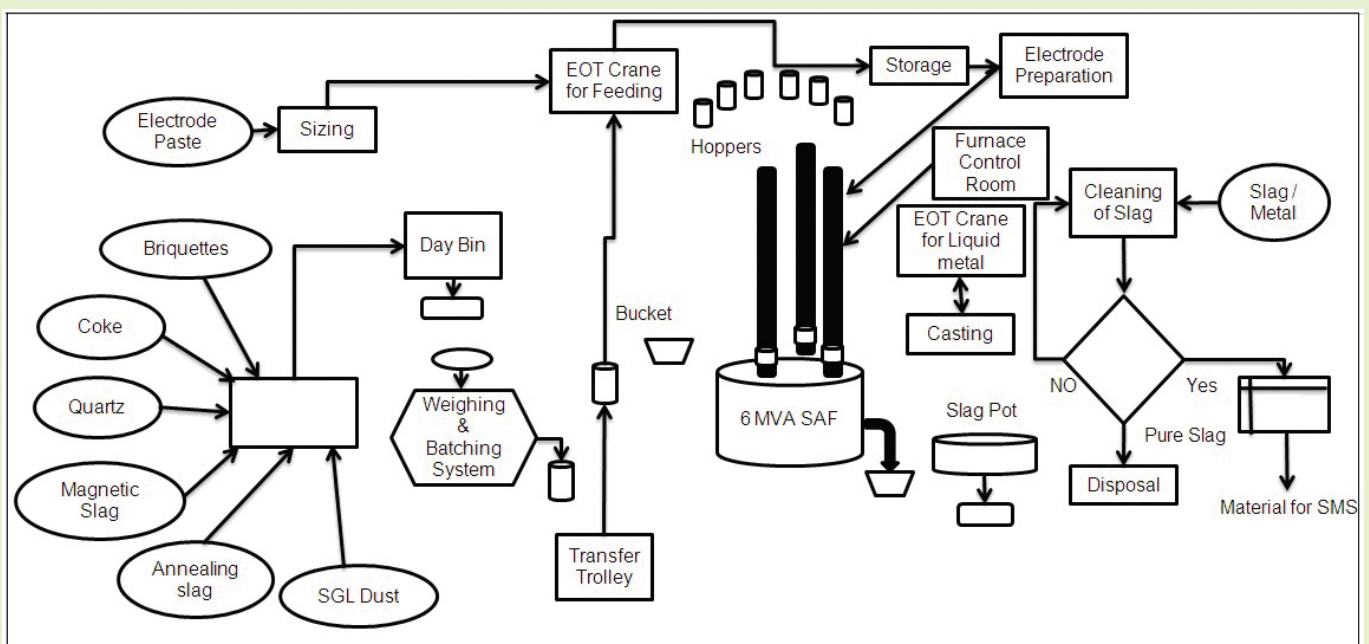 EOT Crane
for Feeding
Storage
Electrode
Preparation
Electrode
Paste
Sizing
Hoppers
Furnace
Control
Room
Cleaning
of Slag
Slag /
Metal
Briquettes
Day Bin
EOT Crane
for Liquid
metal
Coke
Bucket
Casting
Quartz
Weighing
&
Batching
System
6 MVA SAF
Slag Pot
NO
Yes
Pure Slag
Magnetic
Slag
Disposal
Material for SMS
Annealing
slag
SGL Dust
Transfer
Trolley